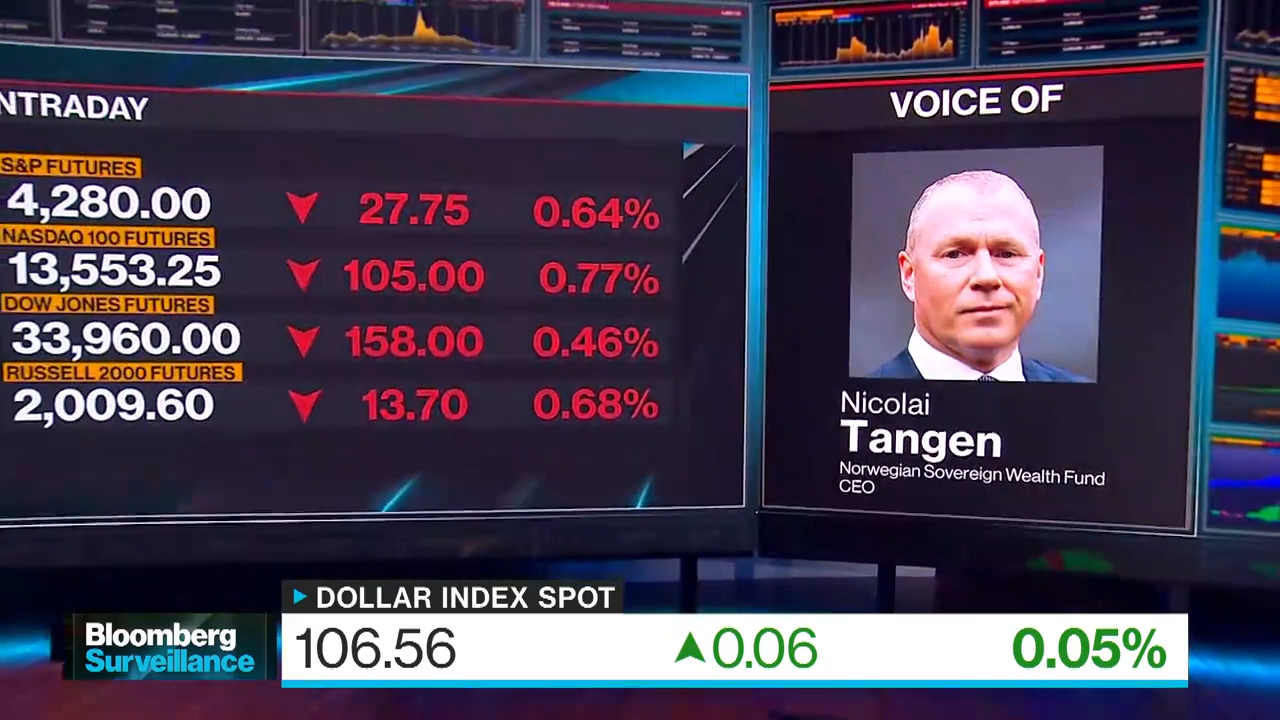 NTRADAY
S&P FUTURES
4,280.00 27.75 0.64%
NASDAQ 100 FUTURES
13,553.25 105.00 0.77%
DOW JONES FUTURES
33,960.00 158.00 0.46%
RUSSELL 2000 FUTURES
2,009.60 13.70 0.68%
VOICE OF
Nicolai
Tangen
Norwegian Sovereign Wealth Fund
CEO
DOLLAR INDEX SPOT
Bloomberg
Surveillance
106.56 0.06 0.05%